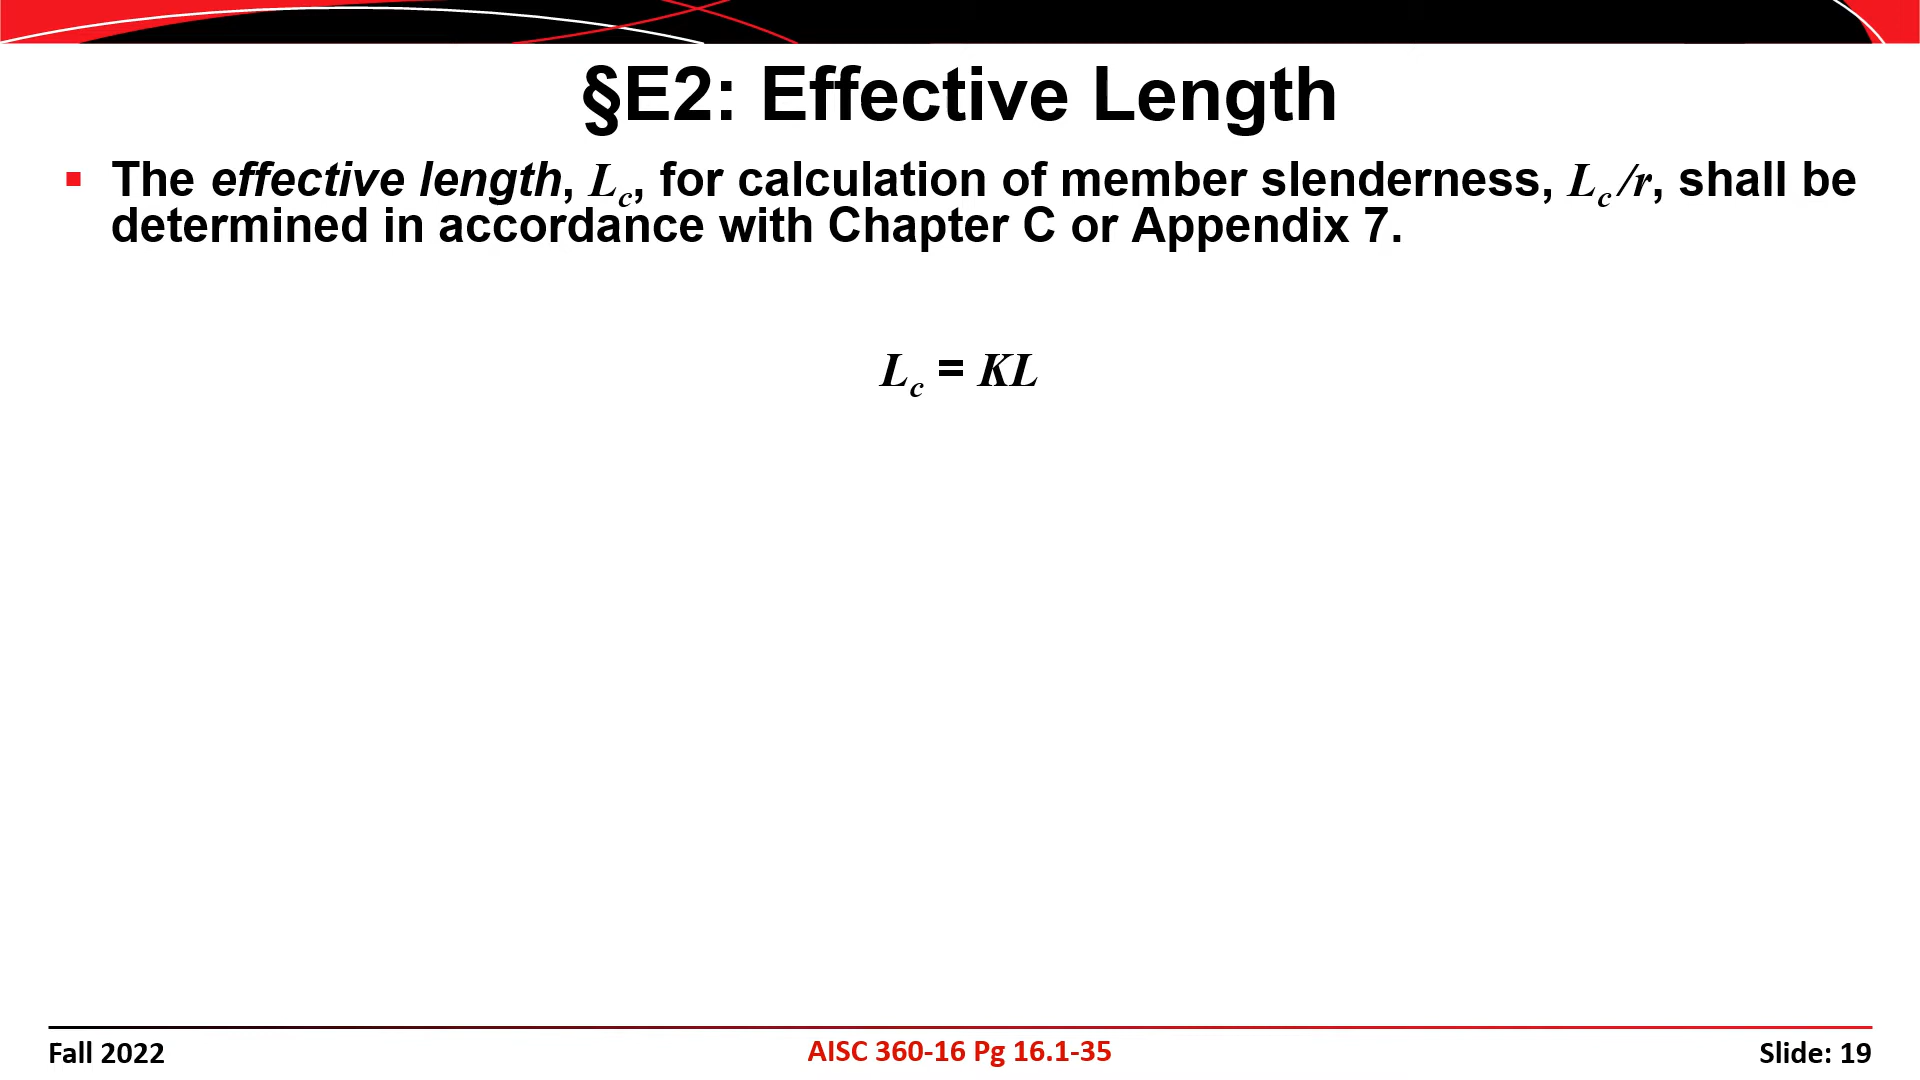 §E2: Effective Length
▪ The effective length, Lc, for calculation of member slenderness, Lc/r, shall be
determined in accordance with Chapter C or Appendix 7.
Lc = KL
Fall 2022
AISC 360-16 Pg 16.1-35
Slide: 19